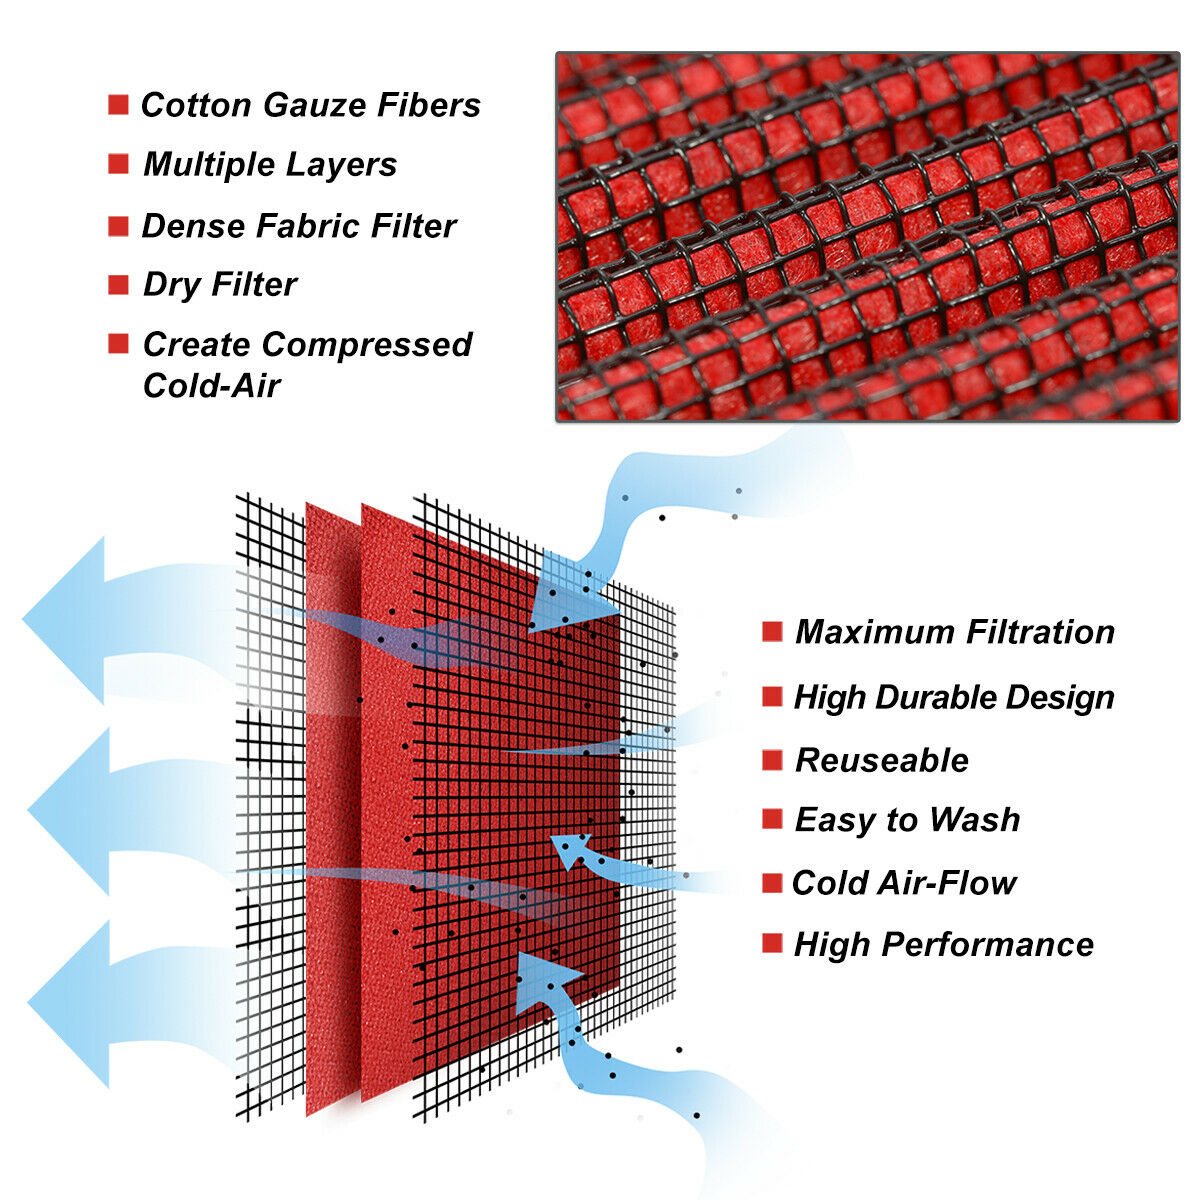 Cotton Gauze Fibers
Multiple Layers
Dense Fabric Filter
Dry Filter
Create Compressed
Cold-Air
Maximum Filtration
High Durable Design
Reuseable
Easy to Wash
Cold Air-Flow
High Performance